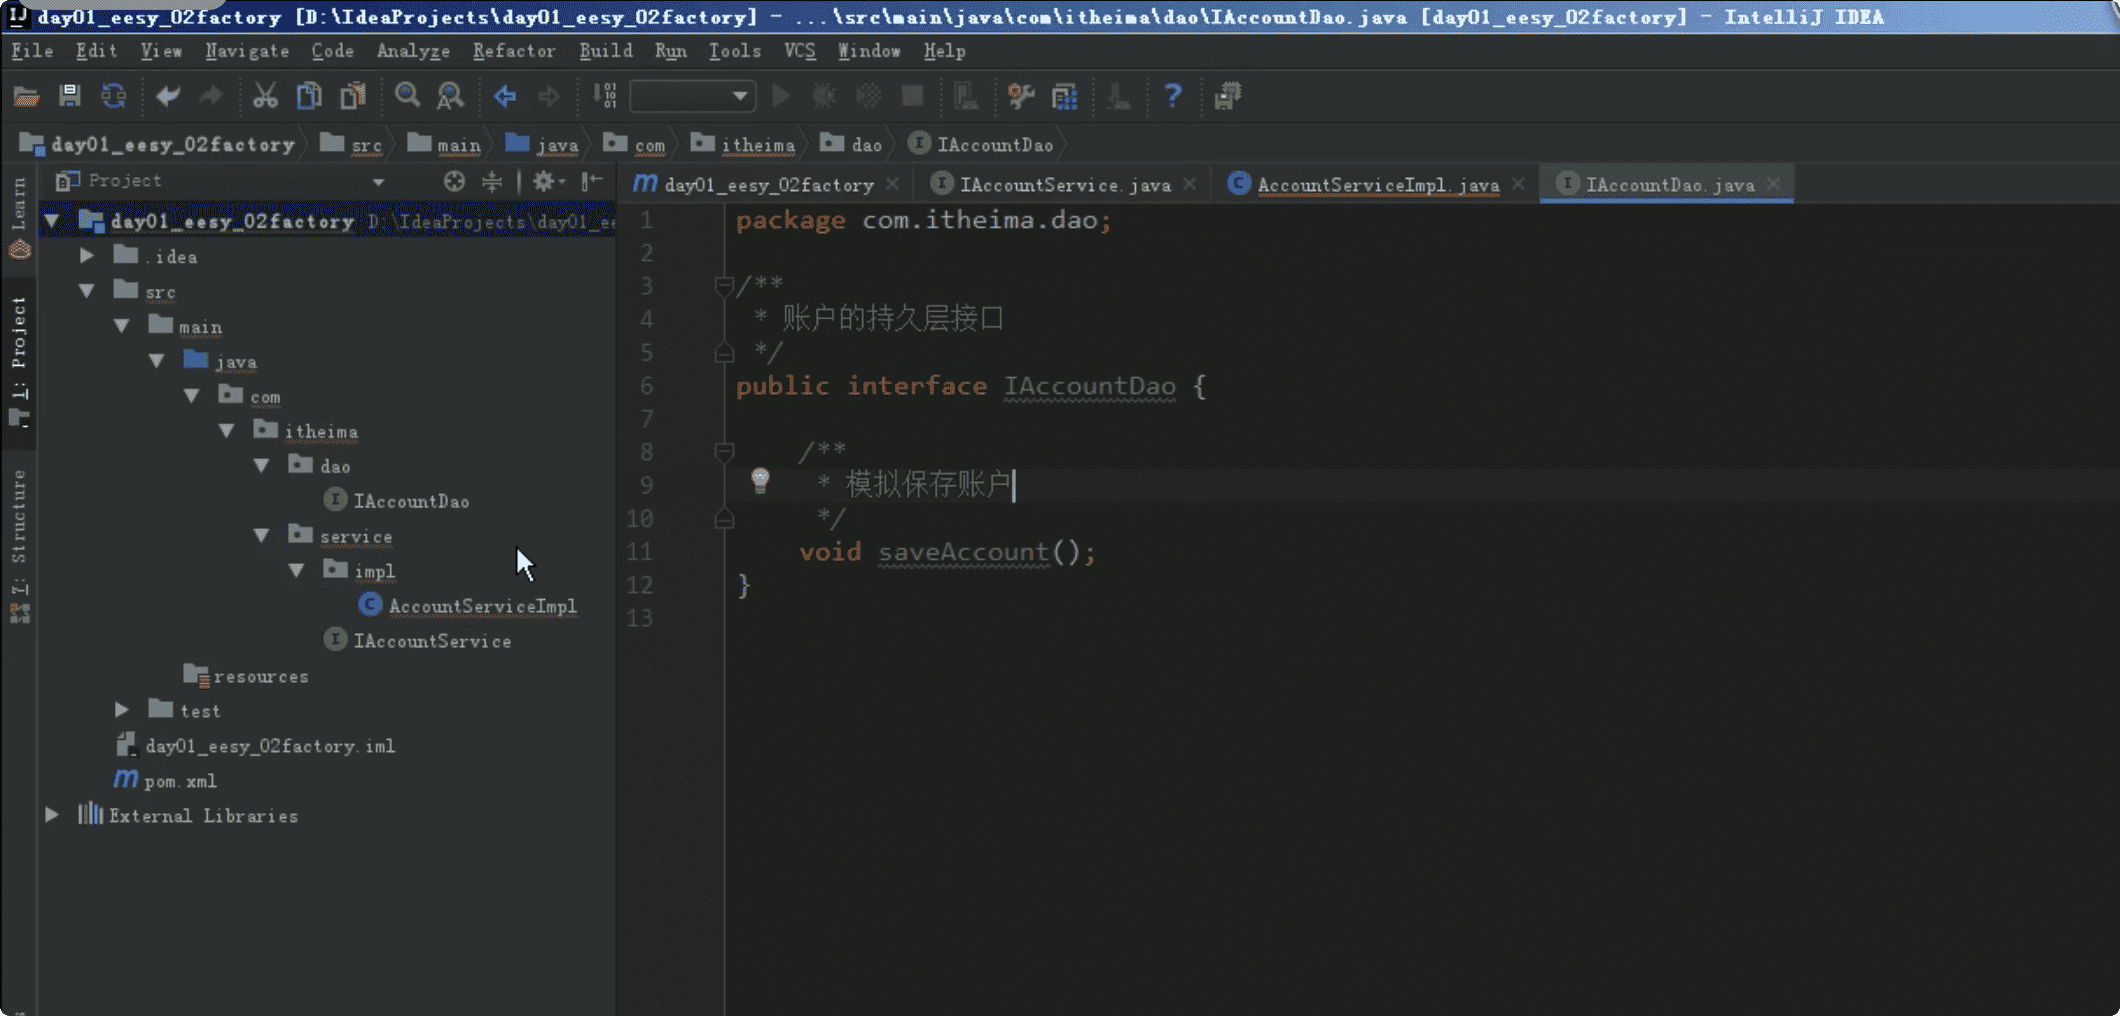 day01_eesy_02factory [D:\IdeaProjects\day01_eesy_02factory] - ...\src\main\java\com\itheima\dao\IAccountDao.java [day01_eesy_02factory] - IntelliJ IDEA
File Edit View Navigate Code Analyze Refactor Build Run Tools VCS Window Help
day01_eesy_02factory src main java com itheima dao IAccountDao
Learn
1: Project
7: Structure
Project
day01_eesy_02factory D:\IdeaProjects\day01_ee
.idea
src
main
java
com
itheima
dao
IAccountDao
service
impl
AccountServiceImpl
IAccountService
resources
test
day01_eesy_02factory.iml
pom.xml
External Libraries
day01_eesy_02factory IAccountService.java AccountServiceImpl.java IAccountDao.java
1 package com.itheima.dao;
2
3 /**
4 * 账户的持久层接口
5 */
6 public interface IAccountDao {
7
8 /**
9 * 模拟保存账户
10 */
11 void saveAccount();
12 }
13